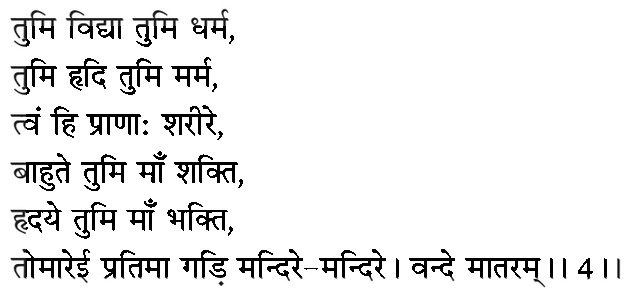 तुमि विद्या तुमि धर्म,
तुमि हृदि तुमि मर्म,
त्वं हि प्राणाः शरीरे,
बाहुते तुमि माँ शक्ति,
हृदये तुमि माँ भक्ति,
तोमारेई प्रतिमा गड़ि मन्दिरे-मन्दिरे। वन्दे मातरम्।। 4।।